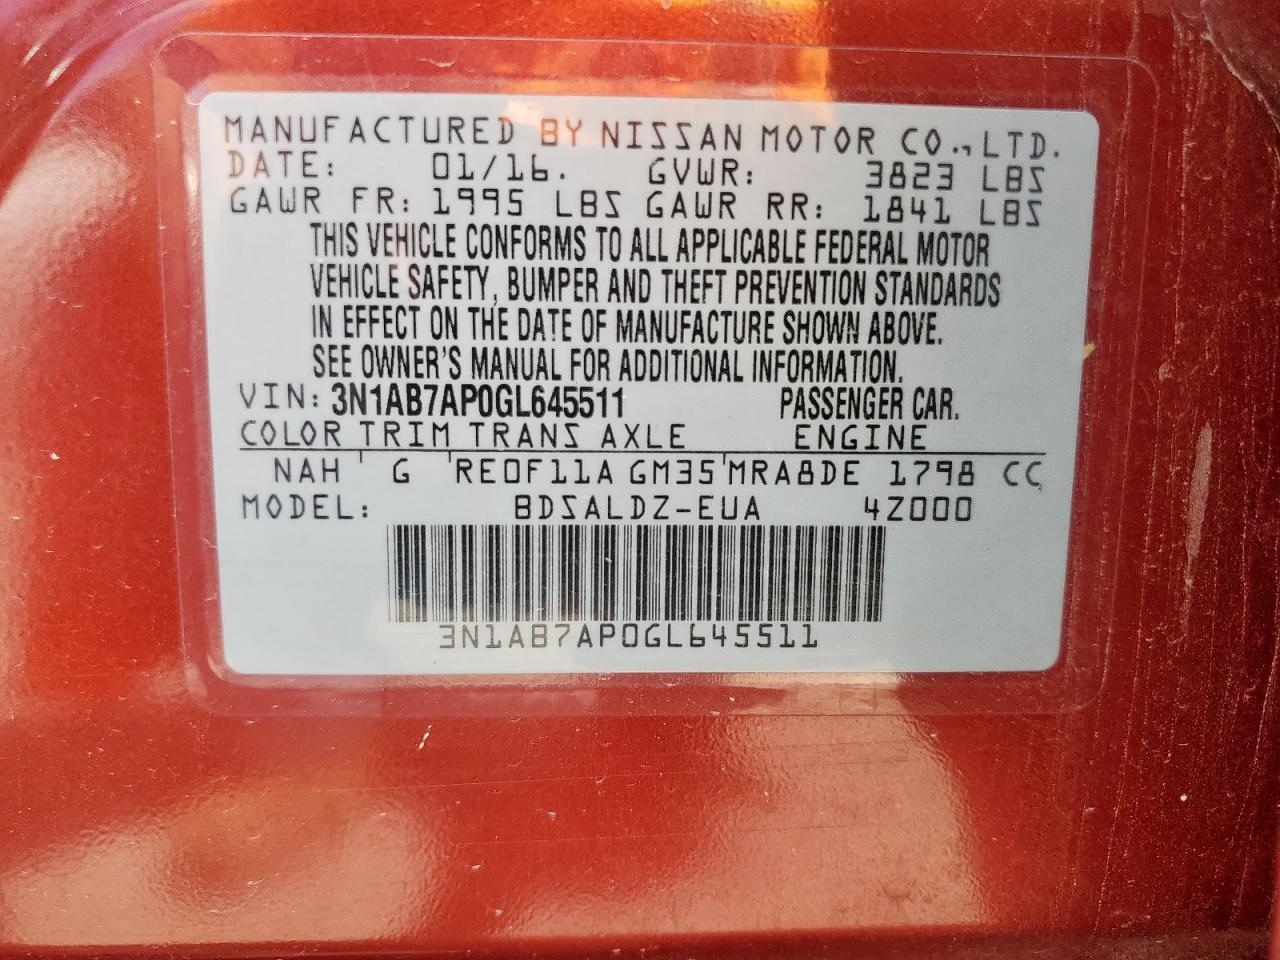 MANUFACTURED BY NISSAN MOTOR CO., LTD.
DATE: 01/16. GVWR: 3823 LBS
GAWR FR: 1995 LBS GAWR RR: 1841 LBS
THIS VEHICLE CONFORMS TO ALL APPLICABLE FEDERAL MOTOR
VEHICLE SAFETY, BUMPER AND THEFT PREVENTION STANDARDS
IN EFFECT ON THE DATE OF MANUFACTURE SHOWN ABOVE.
SEE OWNER'S MANUAL FOR ADDITIONAL INFORMATION.
VIN: 3N1AB7AP0GL645511 PASSENGER CAR.
COLOR TRIM TRANS AXLE ENGINE
NAH G RE0F11A GM35 MRA8DE 1798 CC
MODEL: BDSALDZ-EUA 4Z000
3N1AB7AP0GL645511